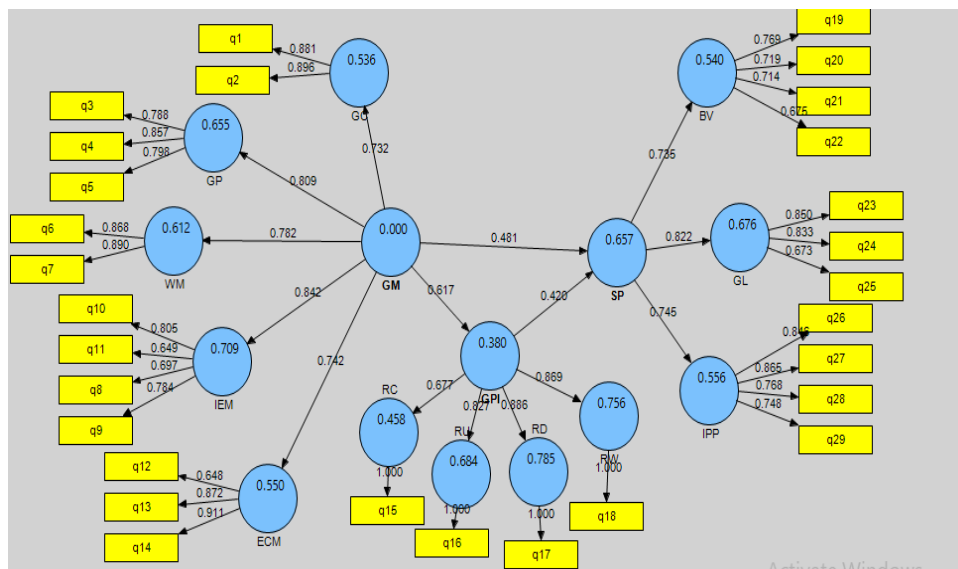 q1
0.881
q2
0.896
0.536
GC
q3
0.788
q4
0.857
q5
0.798
0.655
GP
0.732
0.809
q6
0.868
q7
0.890
0.612
WM
0.782
0.000
GM
0.481
0.842
0.617
0.742
q10
0.805
q11
0.649
q8
0.697
q9
0.784
0.709
IEM
q12
0.648
q13
0.872
q14
0.911
0.550
ECM
0.380
GPI
0.420
0.677
0.827
0.886
0.869
RC
0.458
1.000
q15
RU
0.684
1.000
q16
RD
0.785
1.000
q17
0.756
RW
1.000
q18
0.657
SP
0.735
0.822
0.745
0.540
BV
0.769
q19
0.719
q20
0.714
q21
0.675
q22
0.676
GL
0.850
q23
0.833
q24
0.673
q25
0.556
IPP
0.846
q26
0.865
q27
0.768
q28
0.748
q29
Activate Windows